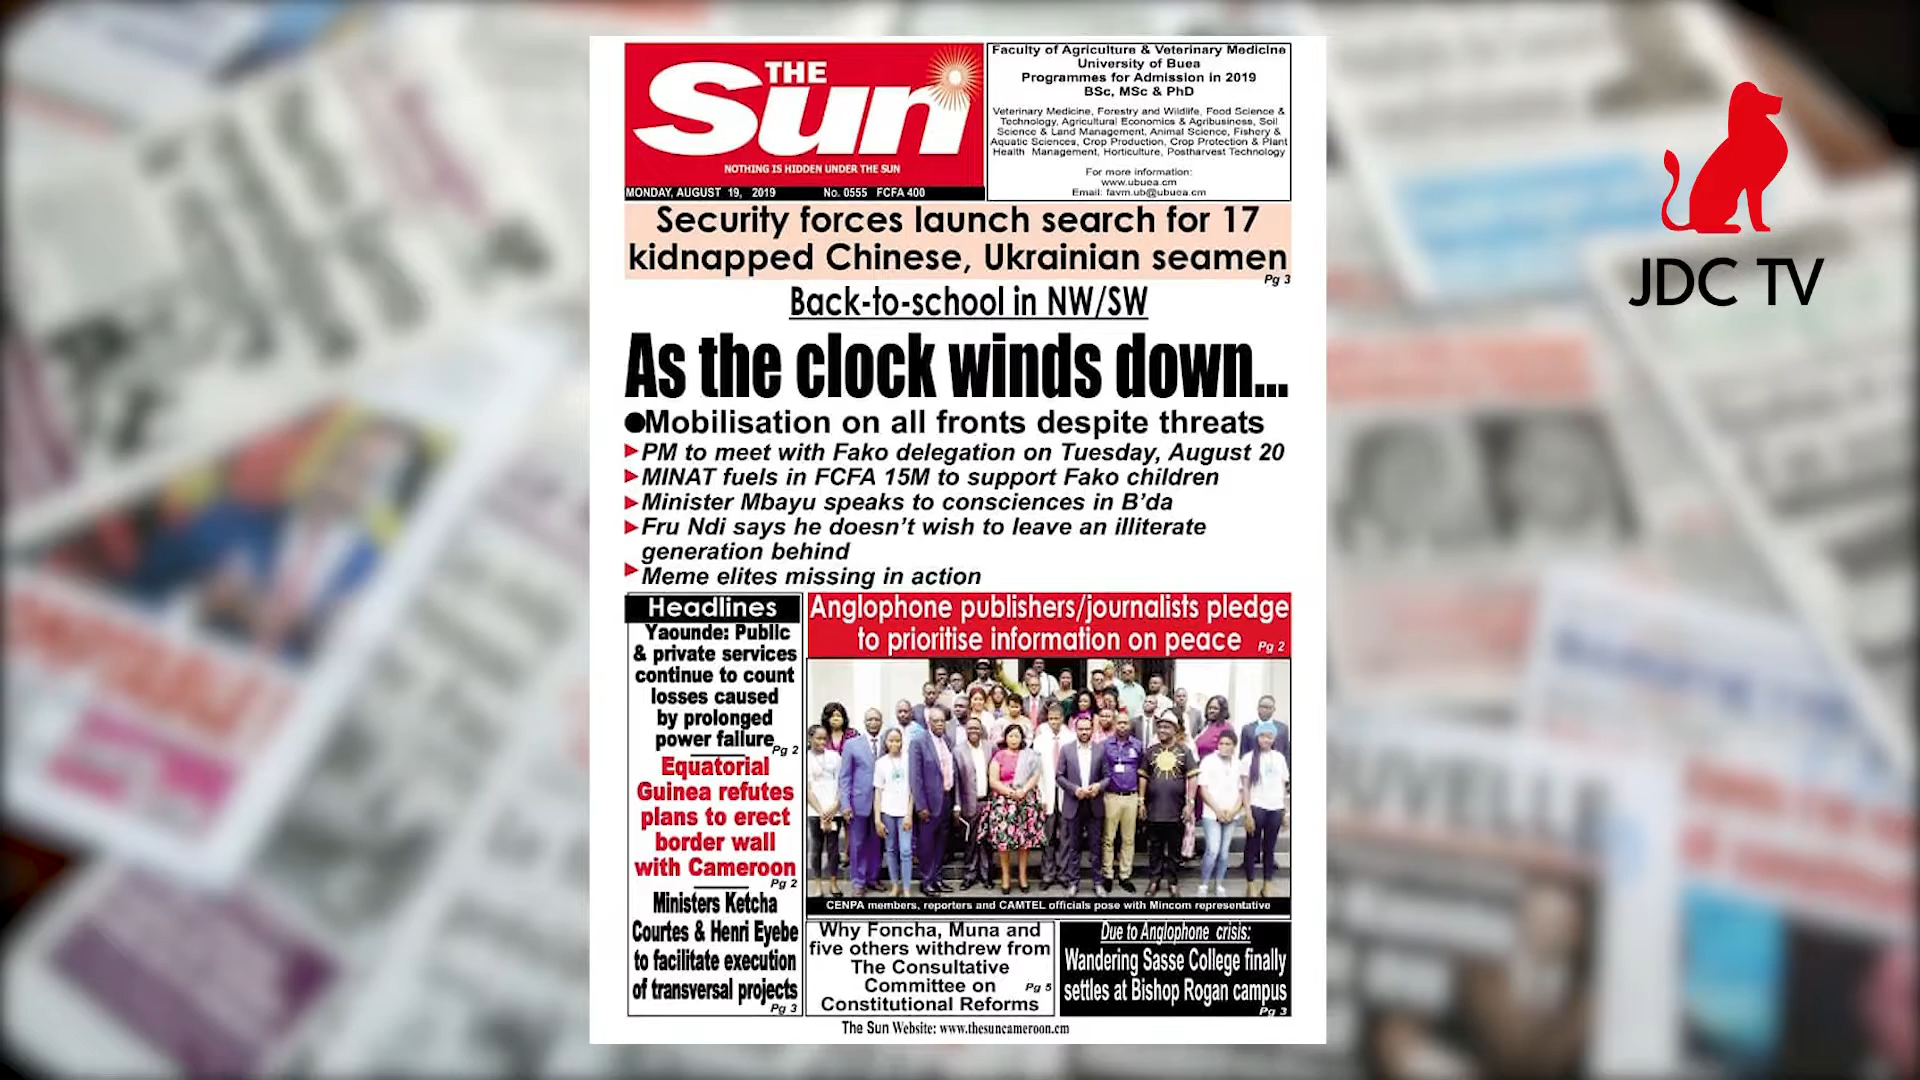 THE
Sun
NOTHING IS HIDDEN UNDER THE SUN
MONDAY, AUGUST 19, 2019 No. 0555 FCFA 400
Faculty of Agriculture & Veterinary Medicine
University of Buea
Programmes for Admission in 2019
BSc, MSc & PhD
Veterinary Medicine, Forestry and Wildlife, Food Science &
Technology, Agricultural Economics & Agribusiness, Soil
Science & Land Management, Animal Science, Fishery &
Aquatic Sciences, Crop Production, Crop Protection & Plant
Health Management, Horticulture, Postharvest Technology
For more information:
www.ubuea.cm
Email: favm.ub@ubuea.cm
JDC TV
Security forces launch search for 17
kidnapped Chinese, Ukrainian seamen
Pg 3
Back-to-school in NW/SW
As the clock winds down...
●Mobilisation on all fronts despite threats
PM to meet with Fako delegation on Tuesday, August 20
MINAT fuels in FCFA 15M to support Fako children
Minister Mbayu speaks to consciences in B'da
Fru Ndi says he doesn't wish to leave an illiterate
generation behind
Meme elites missing in action
Headlines
Yaounde: Public
& private services
continue to count
losses caused
by prolonged
power failure
Pg 2
Equatorial
Guinea refutes
plans to erect
border wall
with Cameroon
Pg 2
Ministers Ketcha
Courtes & Henri Eyebe
to facilitate execution
of transversal projects
Pg 3
Anglophone publishers/journalists pledge
to prioritise information on peace Pg 2
CENPA members, reporters and CAMTEL officials pose with Mincom representative
Why Foncha, Muna and
five others withdrew from
The Consultative
Committee on Pg 5
Constitutional Reforms
Due to Anglophone crisis:
Wandering Sasse College finally
settles at Bishop Rogan campus
Pg 3
The Sun Website: www.thesuncameroon.cm